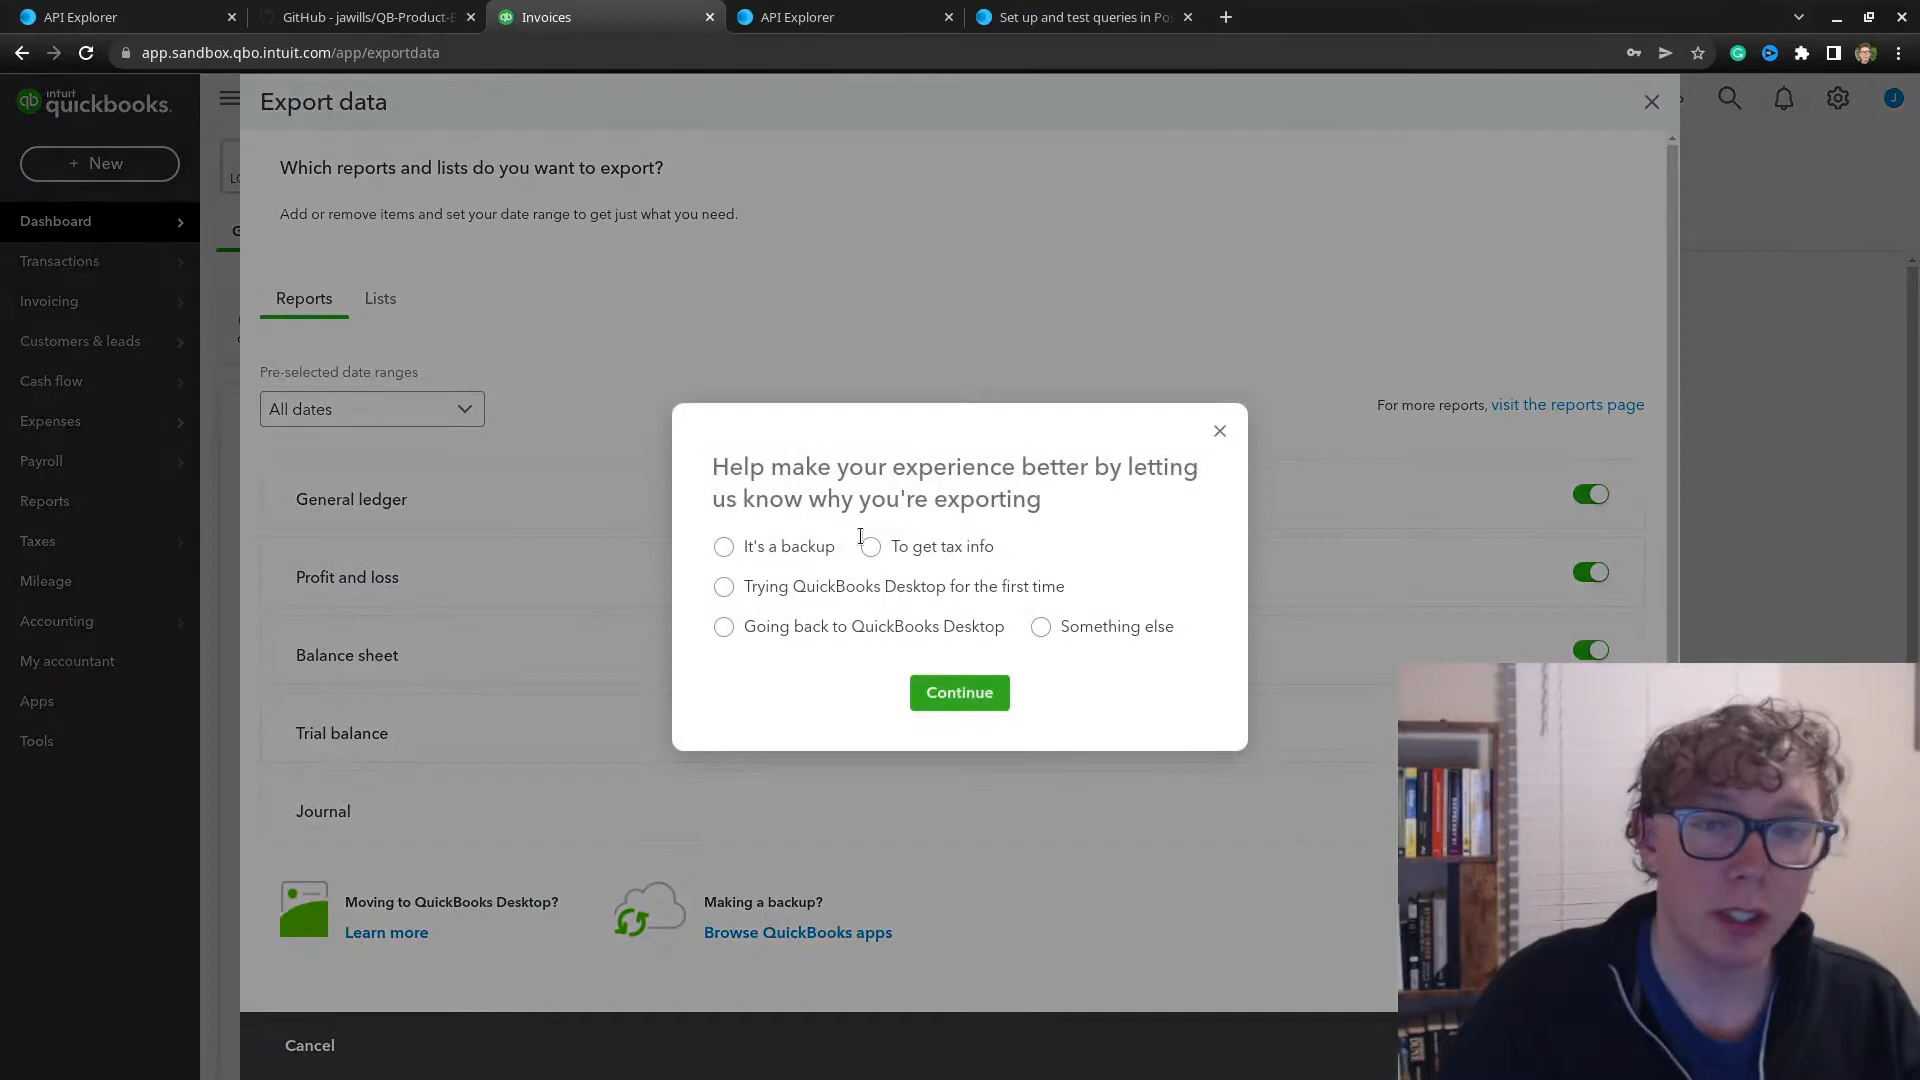 API Explorer
GitHub - jawills/QB-Product-E
Invoices
API Explorer
Set up and test queries in Pos
app.sandbox.qbo.intuit.com/app/exportdata
intuit
quickbooks.
Export data
J
+ New
Which reports and lists do you want to export?
Add or remove items and set your date range to get just what you need.
Dashboard
Transactions
Invoicing
Customers & leads
Cash flow
Expenses
Payroll
Reports
Taxes
Mileage
Accounting
My accountant
Apps
Tools
Reports Lists
Pre-selected date ranges
All dates
For more reports, visit the reports page
General ledger
Profit and loss
Balance sheet
Trial balance
Journal
Help make your experience better by letting
us know why you're exporting
It's a backup To get tax info
Trying QuickBooks Desktop for the first time
Going back to QuickBooks Desktop Something else
Continue
Moving to QuickBooks Desktop?
Learn more
Making a backup?
Browse QuickBooks apps
Cancel